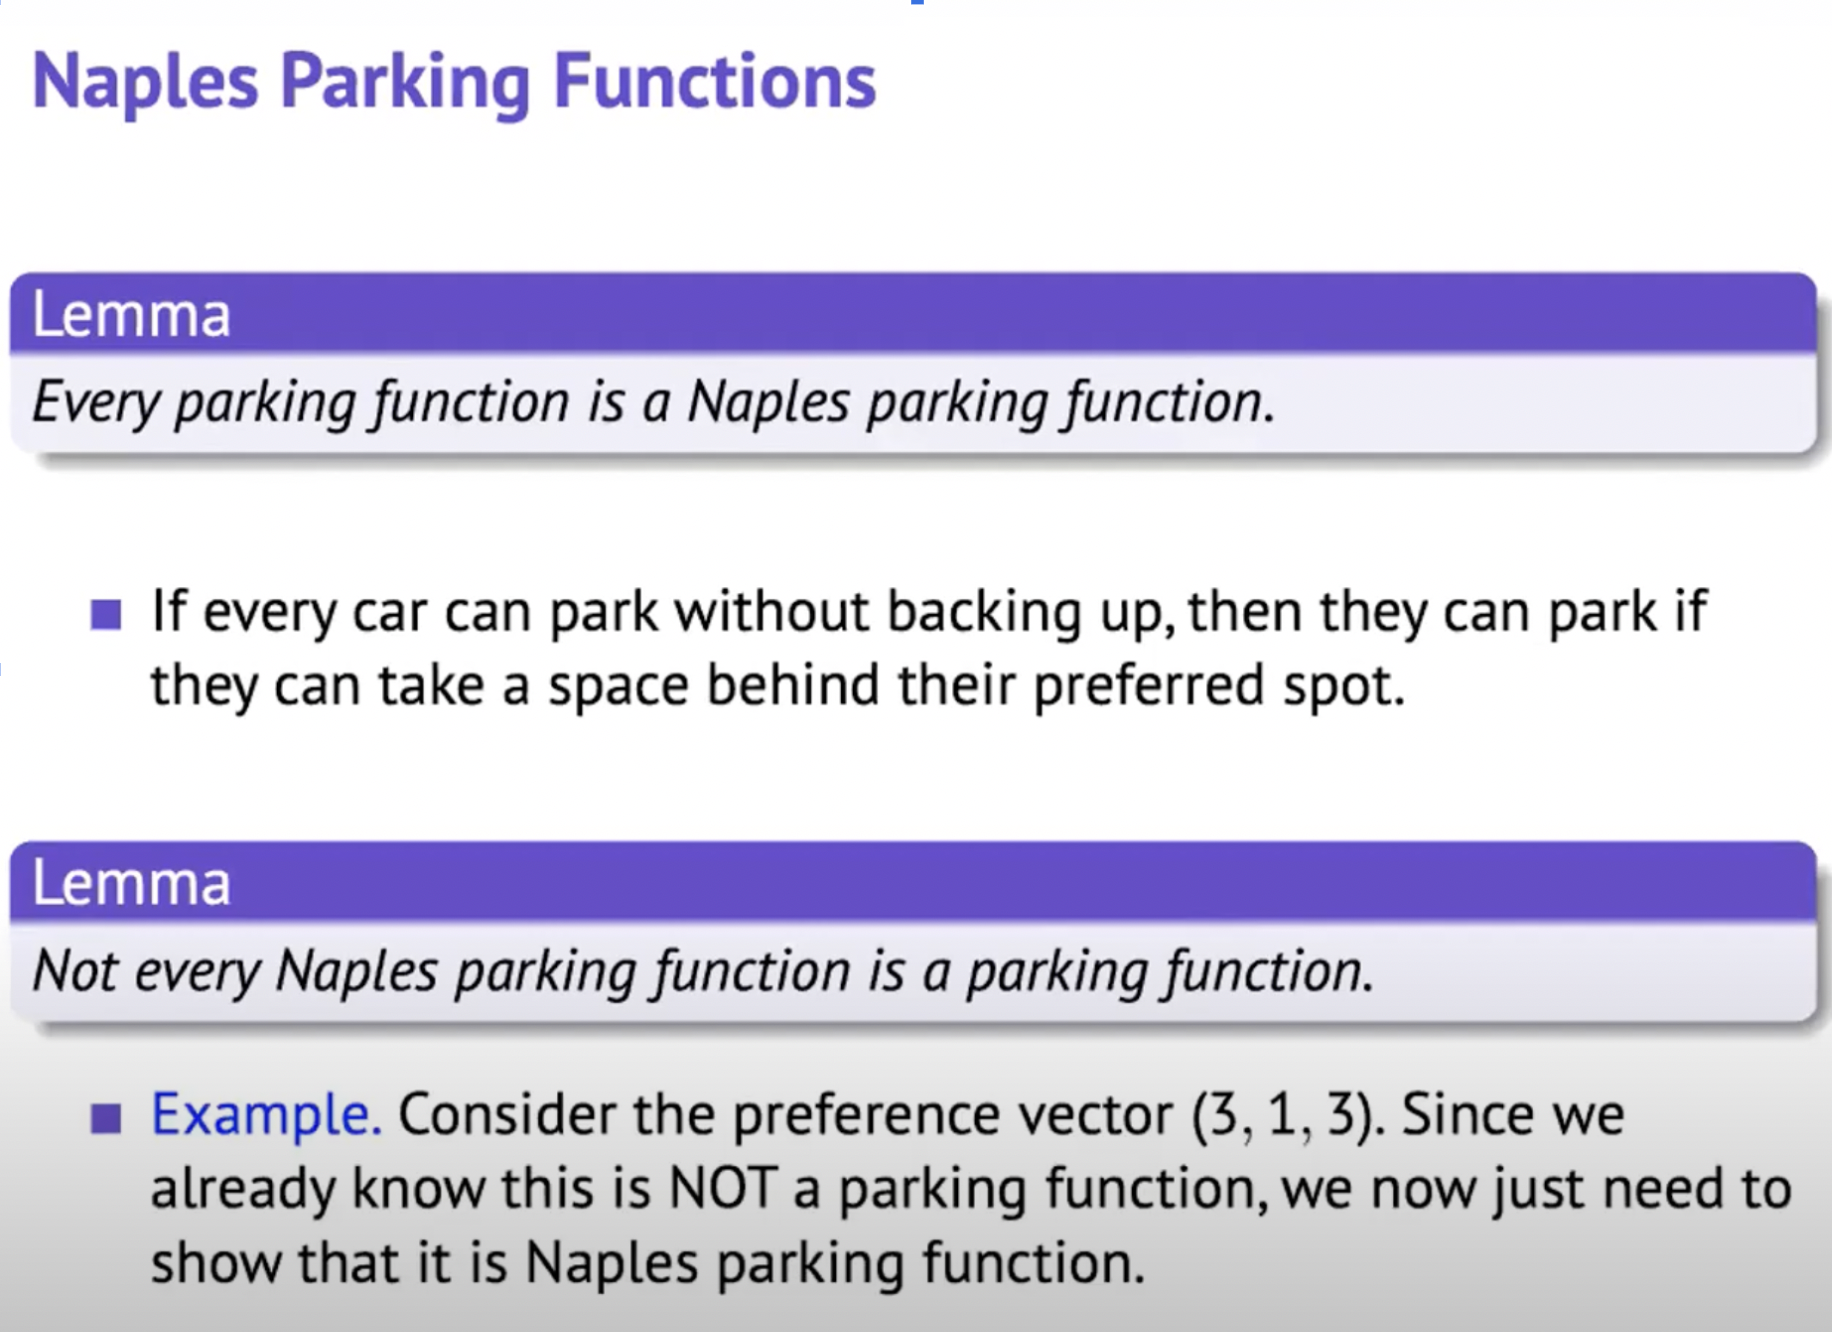 Naples Parking Functions
Lemma
Every parking function is a Naples parking function.
If every car can park without backing up, then they can park if
they can take a space behind their preferred spot.
Lemma
Not every Naples parking function is a parking function.
Example. Consider the preference vector (3, 1, 3). Since we
already know this is NOT a parking function, we now just need to
show that it is Naples parking function.